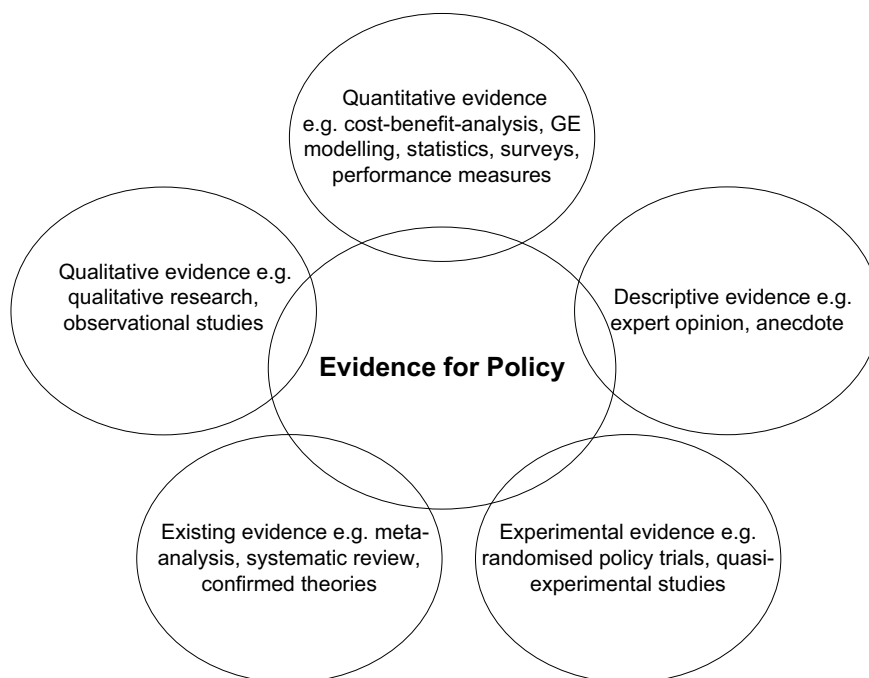 Quantitative evidence
e.g. cost-benefit-analysis, GE
modelling, statistics, surveys,
performance measures
Qualitative evidence e.g.
qualitative research,
observational studies
Descriptive evidence e.g.
expert opinion, anecdote
Evidence for Policy
Existing evidence e.g. meta-
analysis, systematic review,
confirmed theories
Experimental evidence e.g.
randomised policy trials, quasi-
experimental studies